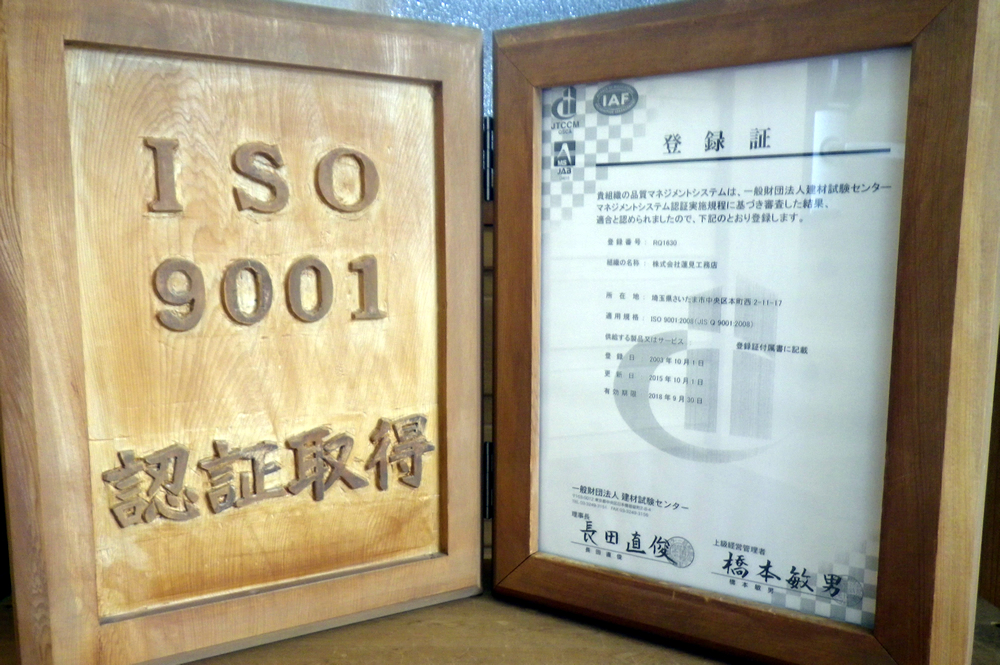 ISO
9001
認証取得
JTCCM
IAF
JAB
登録証
貴組織の品質マネジメントシステムは、一般財団法人建材試験センター
マネジメントシステム認証実施規程に基づき審査した結果、
適合と認められましたので、下記のとおり登録します。
登録番号: RQ1630
組織の名称: 株式会社蓮見工務店
所在地: 埼玉県さいたま市中央区本町西2-11-17
適用規格: ISO 9001:2008(JIS Q 9001:2008)
供給する製品又はサービス 登録証付属書に記載
登録日 2003年10月1日
更新日 2015年10月1日
有効期限 2018年9月30日
一般財団法人 建材試験センター
理事長
長田直俊
長田直俊
上級経営管理者
橋本敏男
橋本敏男